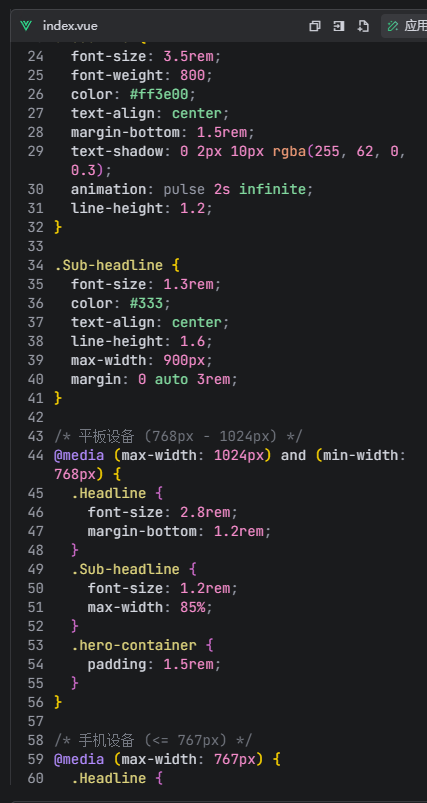 index.vue
应用
24 font-size: 3.5rem;
25 font-weight: 800;
26 color: #ff3e00;
27 text-align: center;
28 margin-bottom: 1.5rem;
29 text-shadow: 0 2px 10px rgba(255, 62, 0,
0.3);
30 animation: pulse 2s infinite;
31 line-height: 1.2;
32 }
33
34 .Sub-headline {
35 font-size: 1.3rem;
36 color: #333;
37 text-align: center;
38 line-height: 1.6;
39 max-width: 900px;
40 margin: 0 auto 3rem;
41 }
42
43 /* 平板设备 (768px - 1024px) */
44 @media (max-width: 1024px) and (min-width:
768px) {
45 .Headline {
46 font-size: 2.8rem;
47 margin-bottom: 1.2rem;
48 }
49 .Sub-headline {
50 font-size: 1.2rem;
51 max-width: 85%;
52 }
53 .hero-container {
54 padding: 1.5rem;
55 }
56 }
57
58 /* 手机设备 (<= 767px) */
59 @media (max-width: 767px) {
60 .Headline {